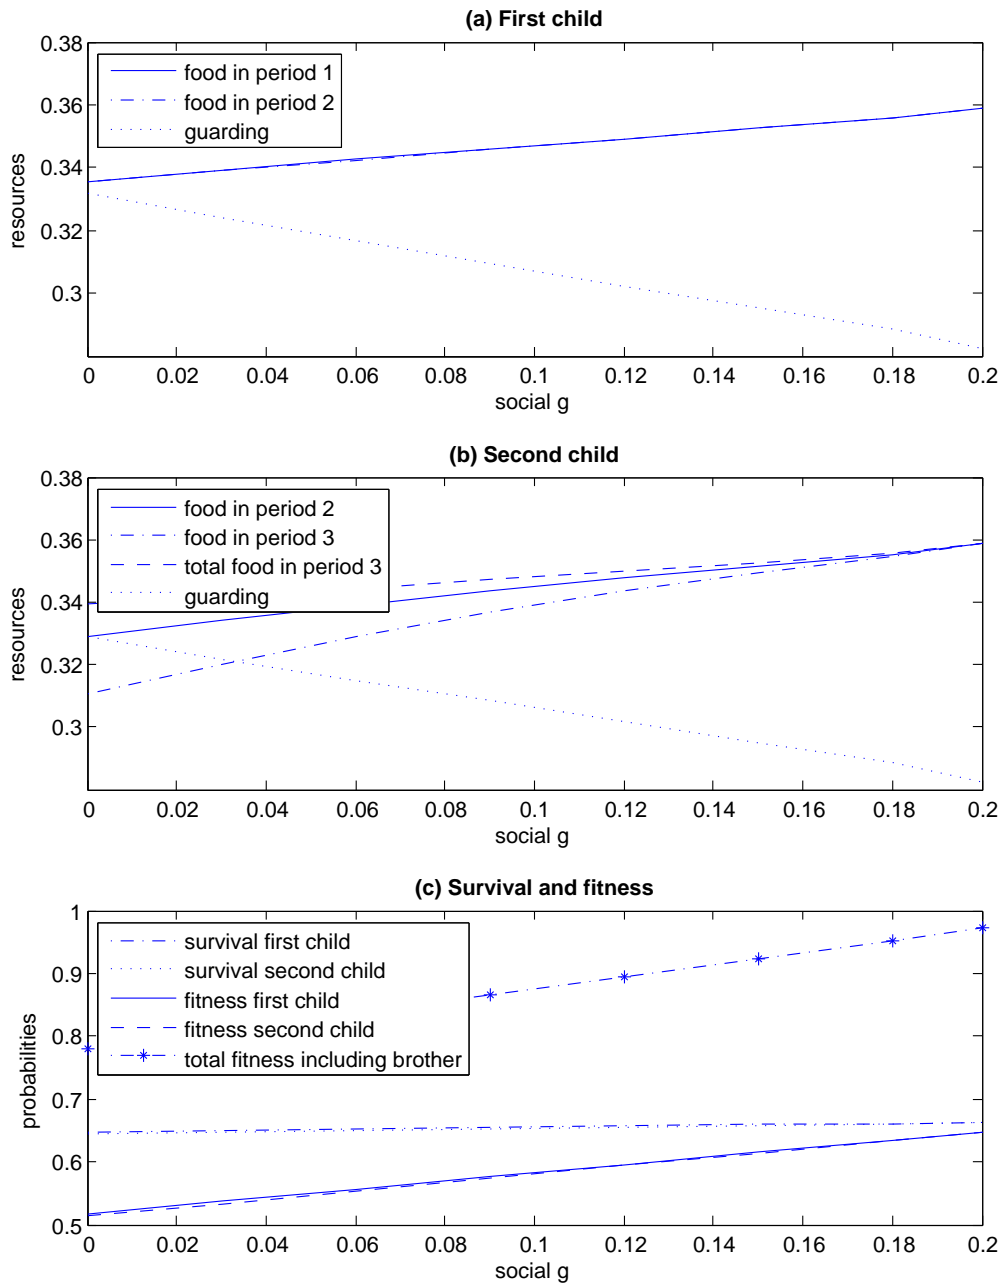 (a) First child
0.38
0.36
0.34
0.32
0.3
resources
food in period 1
food in period 2
guarding
0 0.02 0.04 0.06 0.08 0.1 0.12 0.14 0.16 0.18 0.2
social g
(b) Second child
0.38
0.36
0.34
0.32
0.3
resources
food in period 2
food in period 3
total food in period 3
guarding
0 0.02 0.04 0.06 0.08 0.1 0.12 0.14 0.16 0.18 0.2
social g
(c) Survival and fitness
1
0.9
0.8
0.7
0.6
0.5
probabilities
survival first child
survival second child
fitness first child
fitness second child
total fitness including brother
0 0.02 0.04 0.06 0.08 0.1 0.12 0.14 0.16 0.18 0.2
social g